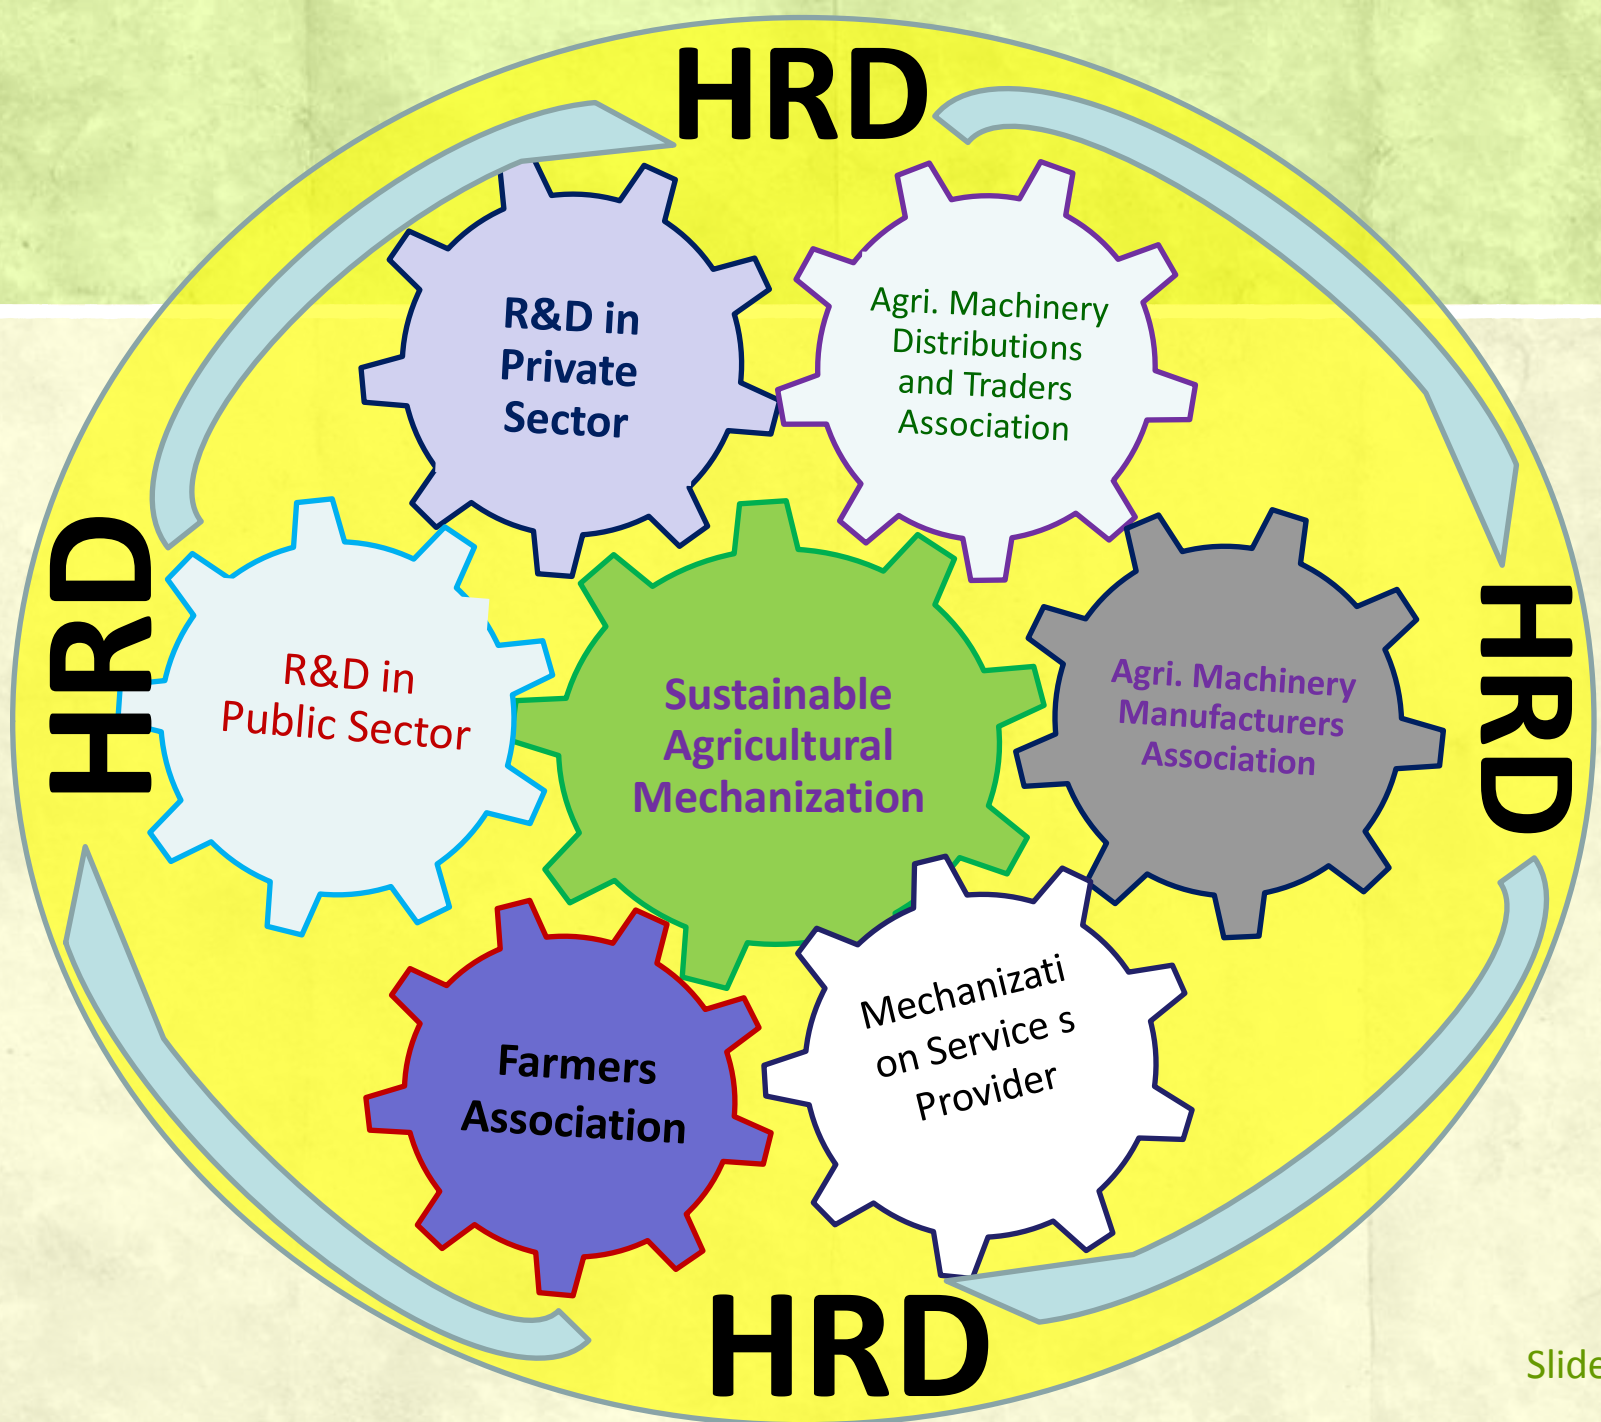 HRD
R&D in
Private
Sector
Agri. Machinery
Distributions
and Traders
Association
HRD
R&D in
Public Sector
Sustainable
Agricultural
Mechanization
Agri. Machinery
Manufacturers
Association
HRD
Farmers
Association
Mechanizati
on Service s
Provider
HRD
Slide